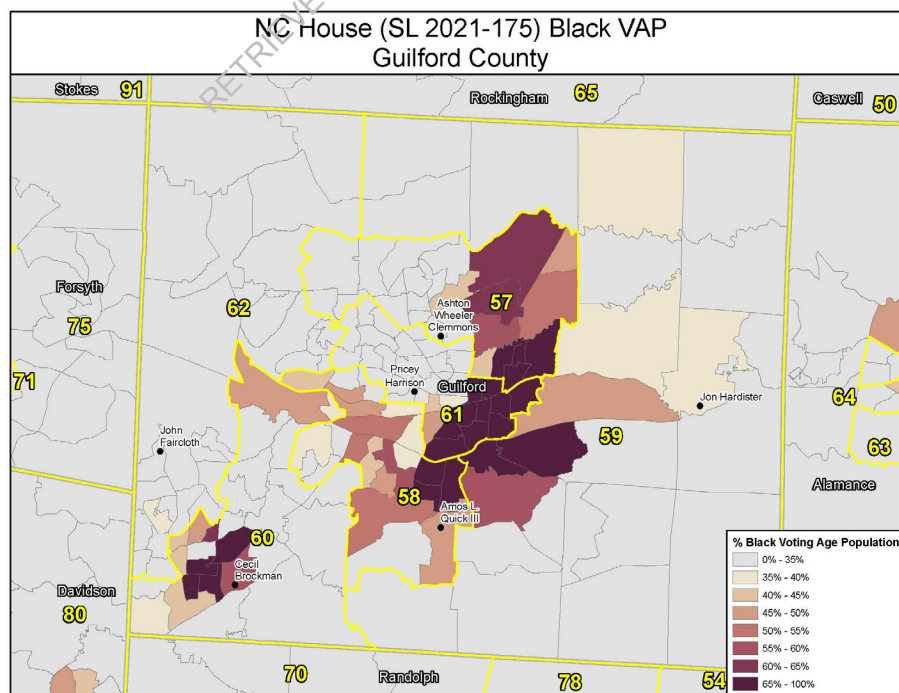 NC House (SL 2021-175) Black VAP
Guilford County
RETRIEVE
Stokes
91
Rockingham
65
Caswell
50
Forsyth
75
62
57
Ashton
Wheeler
Clemmons
71
Pricey
Harrison
Guilford
61
Jon Hardister
64
59
63
John
Faircloth
Alamance
58
Amos L.
Quick III
60
Cecil
Brockman
Davidson
80
70
Randolph
78
54
% Black Voting Age Population
0% - 35%
35% - 40%
40% - 45%
45% - 50%
50% - 55%
55% - 60%
60% - 65%
65% - 100%